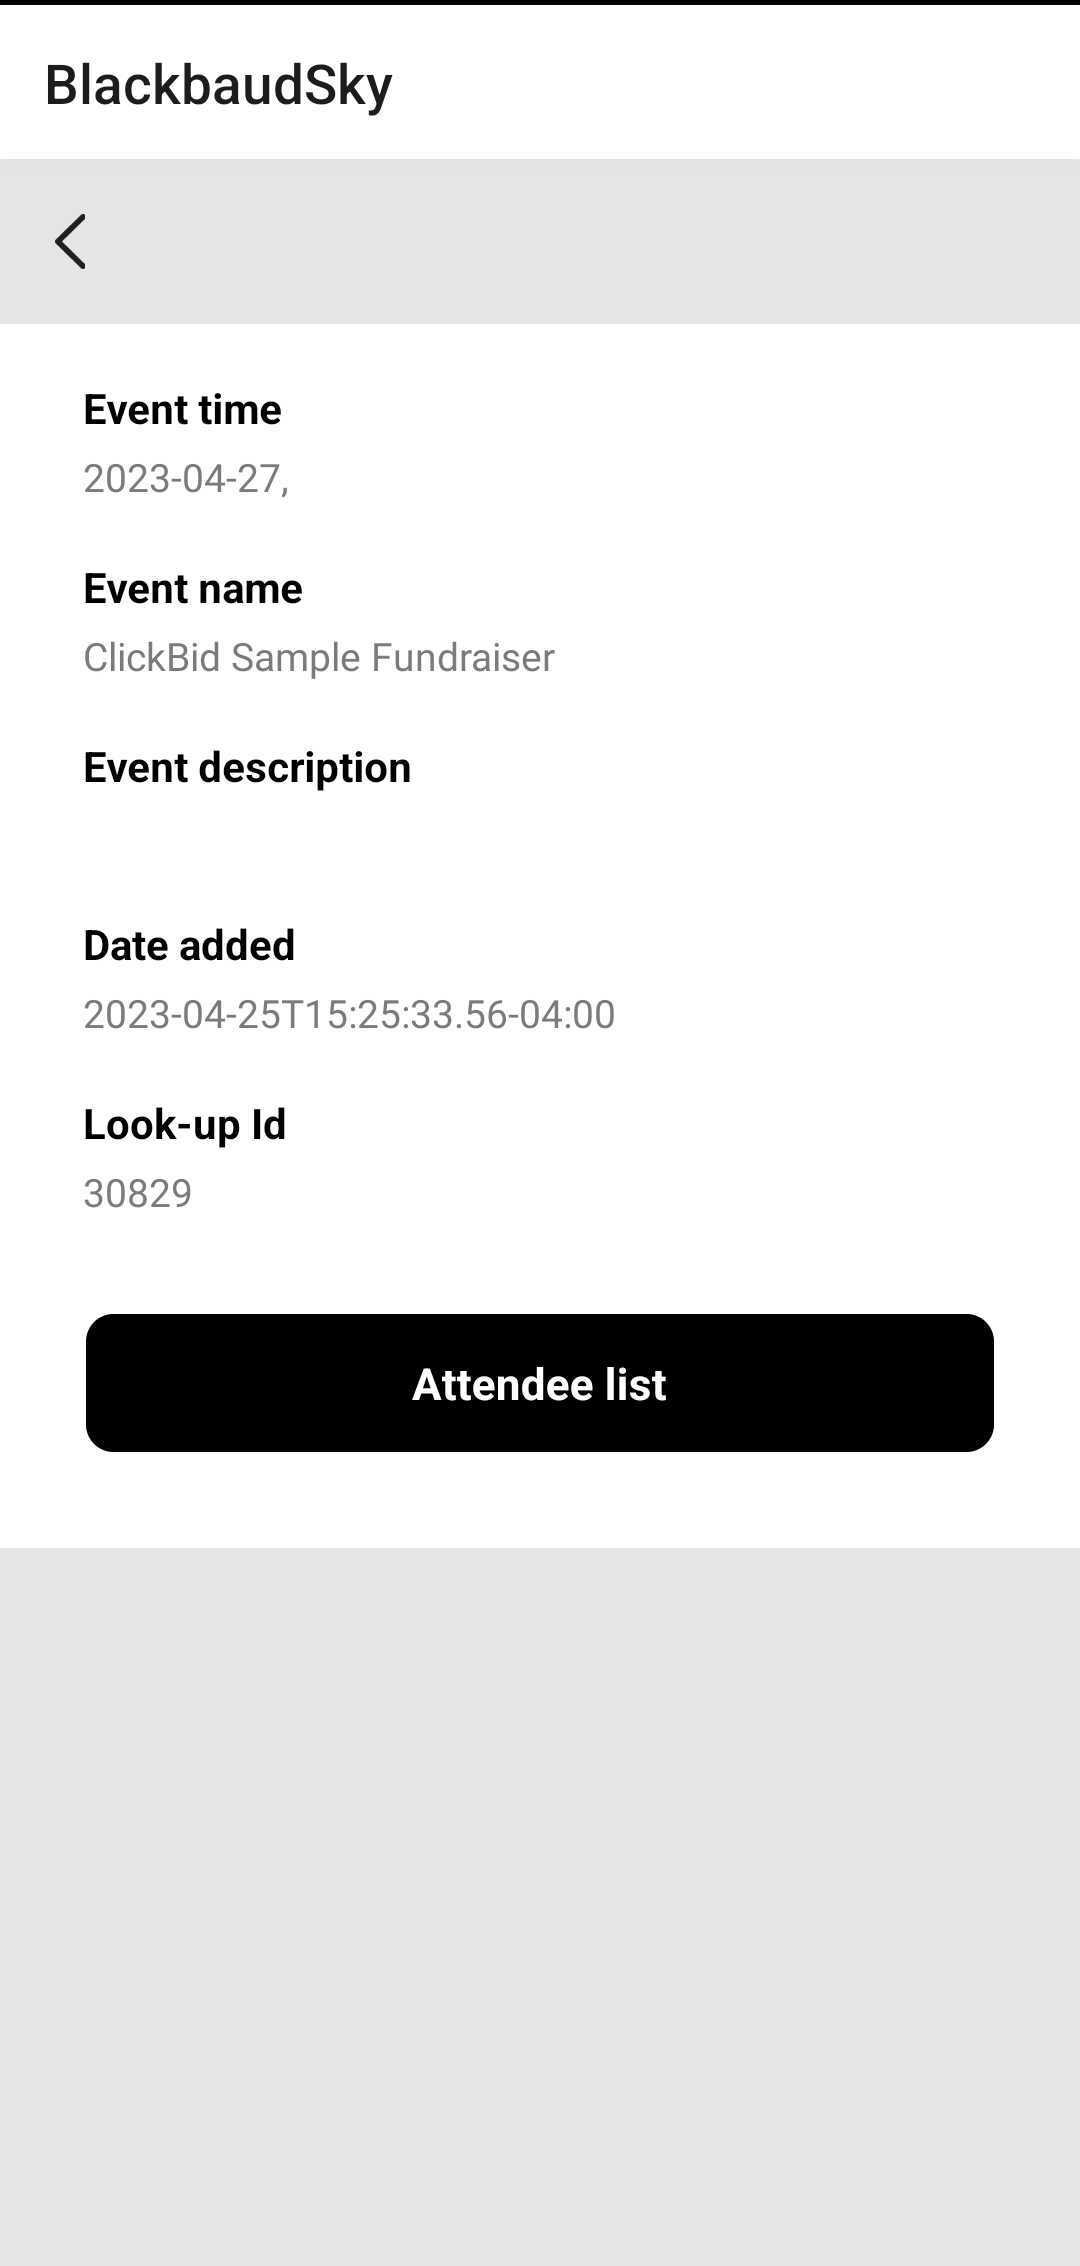 BlackbaudSky
Event time
2023-04-27,
Event name
ClickBid Sample Fundraiser
Event description
Date added
2023-04-25T15:25:33.56-04:00
Look-up Id
30829
Attendee list